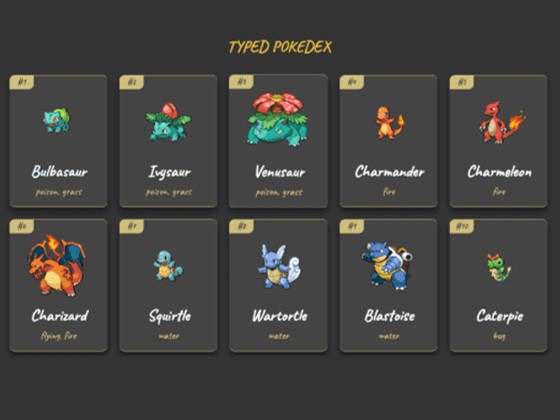 TYPED POKEDEX
#1 #2 #3 #4 #5
Bulbasaur Ivysaur Venusaur Charmander Charmeleon
poison, grass poison, grass poison, grass fire fire
#6 #7 #8 #9 #10
Charizard Squirtle Wartortle Blastoise Caterpie
flying, fire water water water bug